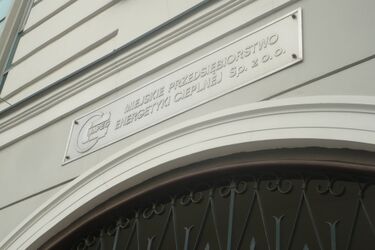 MIEJSKIE PRZEDSIĘBIORSTWO
ENERGETYKI CIEPLNEJ Sp. z o. o.